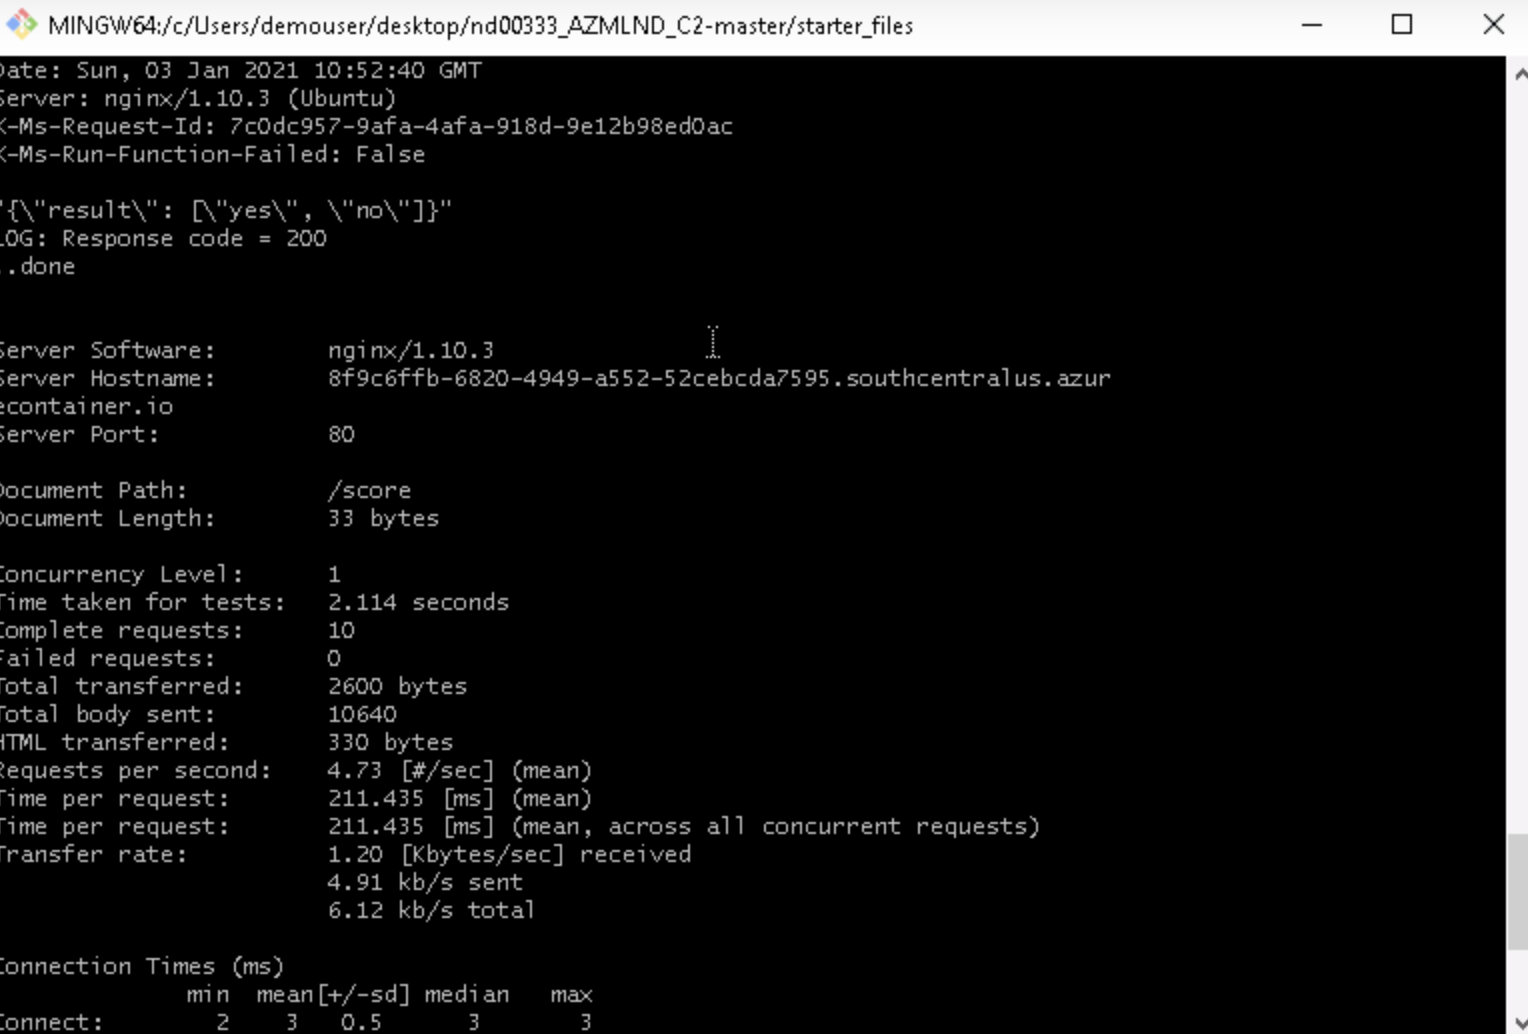 MINGW64:/c/Users/demouser/desktop/nd00333_AZMLND_C2-master/starter_files
Date: Sun, 03 Jan 2021 10:52:40 GMT
Server: nginx/1.10.3 (Ubuntu)
X-Ms-Request-Id: 7c0dc957-9afa-4afa-918d-9e12b98ed0ac
X-Ms-Run-Function-Failed: False
"{\"result\": [\"yes\", \"no\"]}"
LOG: Response code = 200
..done
Server Software: nginx/1.10.3
Server Hostname: 8f9c6ffb-6820-4949-a552-52cebcda7595.southcentralus.azur
econtainer.io
Server Port: 80
Document Path: /score
Document Length: 33 bytes
Concurrency Level: 1
Time taken for tests: 2.114 seconds
Complete requests: 10
Failed requests: 0
Total transferred: 2600 bytes
Total body sent: 10640
HTML transferred: 330 bytes
Requests per second: 4.73 [#/sec] (mean)
Time per request: 211.435 [ms] (mean)
Time per request: 211.435 [ms] (mean, across all concurrent requests)
Transfer rate: 1.20 [Kbytes/sec] received
4.91 kb/s sent
6.12 kb/s total
Connection Times (ms)
min mean[+/-sd] median max
Connect: 2 3 0.5 3 3